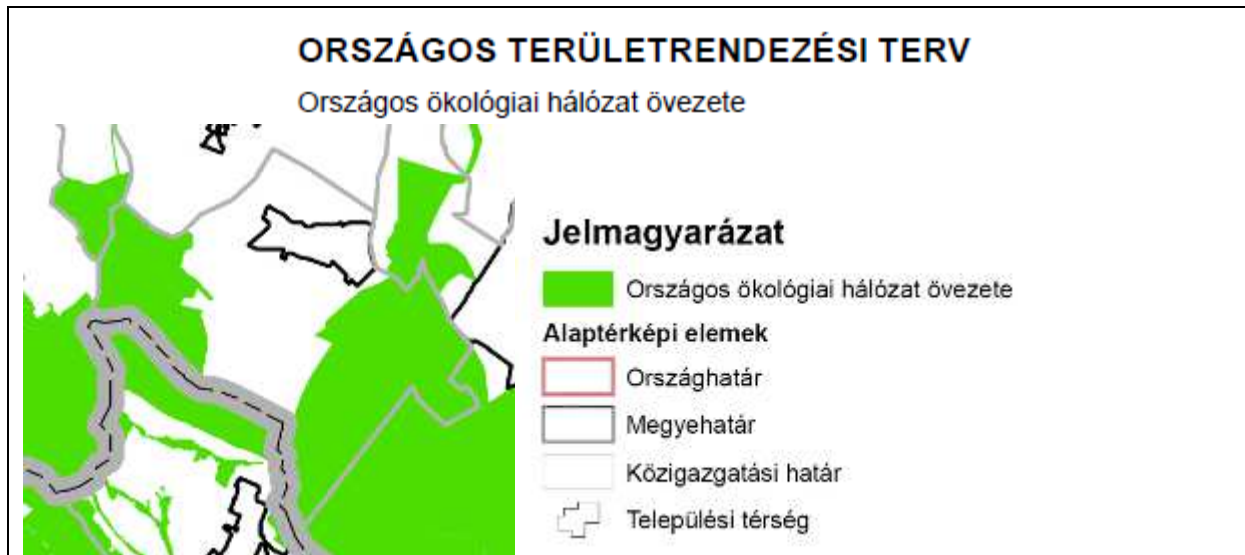 ORSZÁGOS TERÜLETRENDEZÉSI TERV
Országos ökológiai hálózat övezete
Jelmagyarázat
Országos ökológiai hálózat övezete
Alaptérképi elemek
Országhatár
Megyehatár
Közigazgatási határ
Települési térség